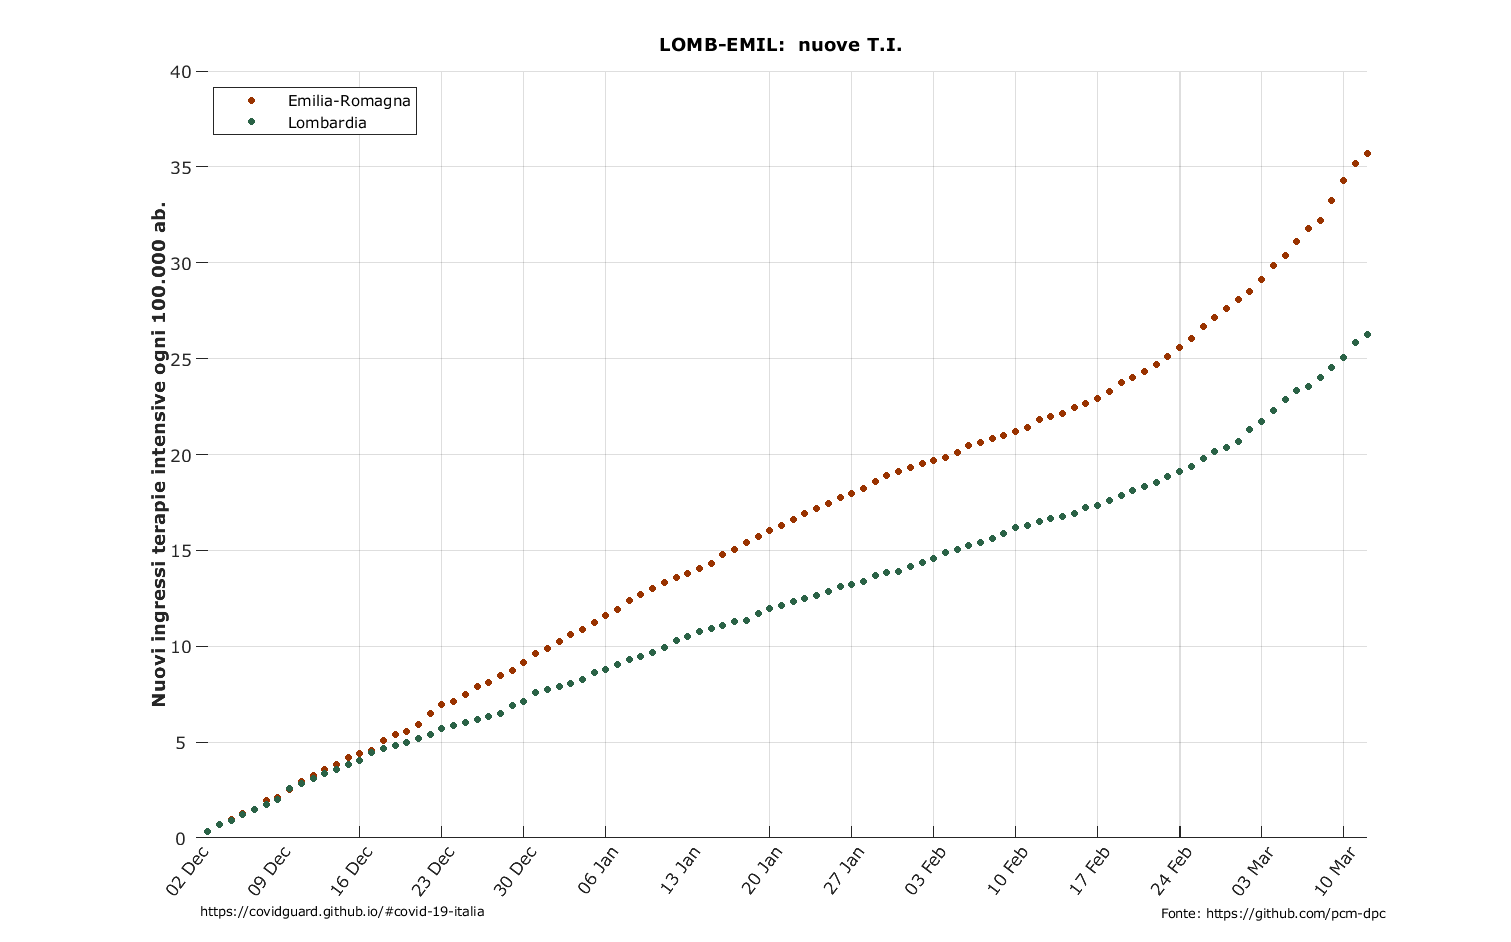 LOMB-EMIL:  nuove T.I.
Emilia-Romagna
Lombardia
Nuovi ingressi terapie intensive ogni 100.000 ab.
40
35
30
25
20
15
10
5
0
02 Dec
09 Dec
16 Dec
23 Dec
30 Dec
06 Jan
13 Jan
20 Jan
27 Jan
03 Feb
10 Feb
17 Feb
24 Feb
03 Mar
10 Mar
https://covidguard.github.io/#covid-19-italia
Fonte: https://github.com/pcm-dpc